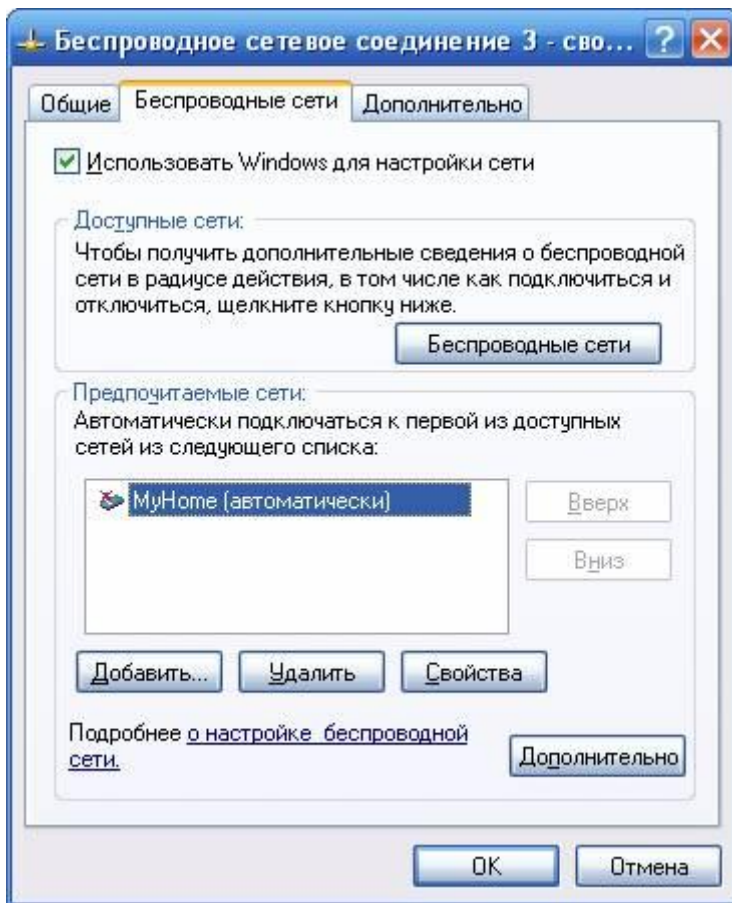 Беспроводное сетевое соединение 3 - сво...
Общие
Беспроводные сети
Дополнительно
Использовать Windows для настройки сети
Доступные сети:
Чтобы получить дополнительные сведения о беспроводной
сети в радиусе действия, в том числе как подключиться и
отключиться, щелкните кнопку ниже.
Беспроводные сети
Предпочитаемые сети:
Автоматически подключаться к первой из доступных
сетей из следующего списка:
MyHome (автоматически)
Вверх
Вниз
Добавить...
Удалить
Свойства
Подробнее о настройке беспроводной
сети.
Дополнительно
OK
Отмена